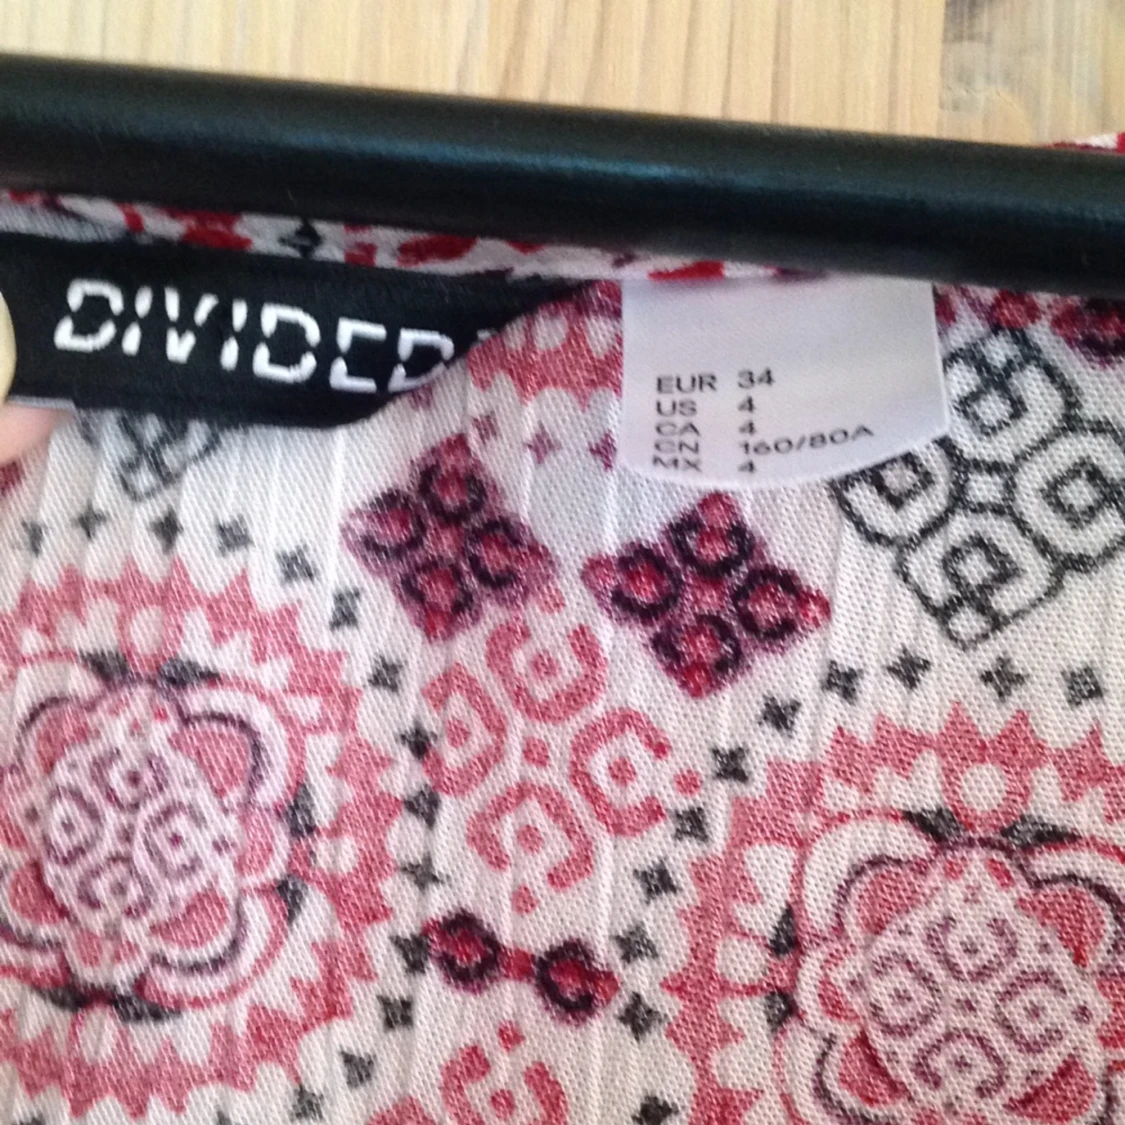 DIVIDED
EUR 34
US 4
CA 4
CN 160/80A
MX 4